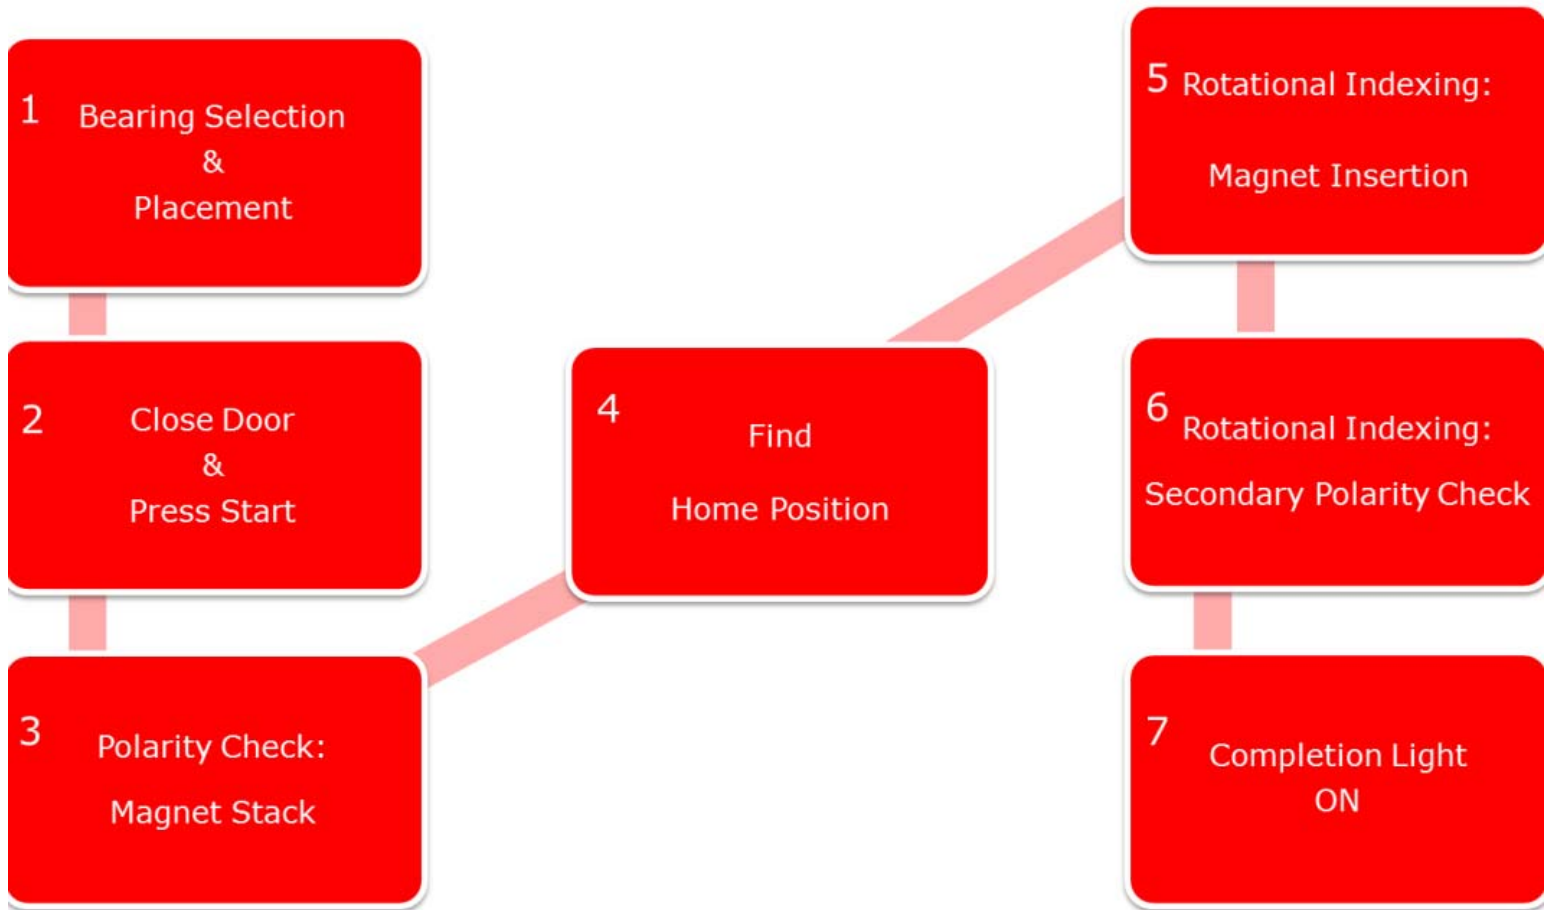 1
Bearing Selection
&
Placement
2
Close Door
&
Press Start
3
Polarity Check:
Magnet Stack
4
Find
Home Position
5
Rotational Indexing:
Magnet Insertion
6
Rotational Indexing:
Secondary Polarity Check
7
Completion Light
ON